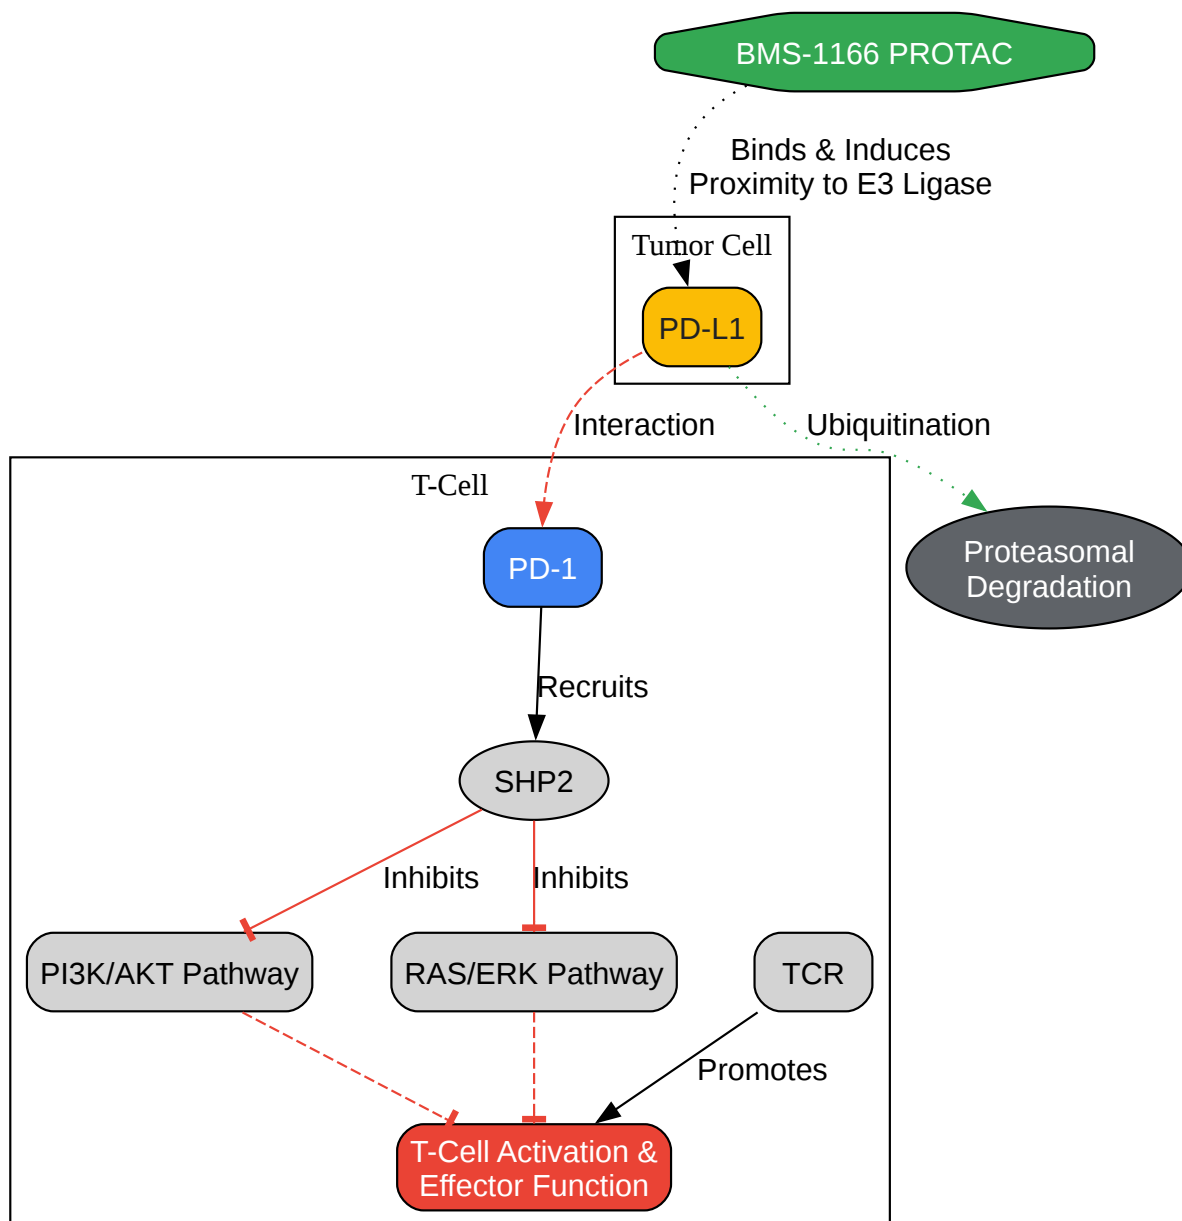 BMS-1166 PROTAC
Binds & Induces
Proximity to E3 Ligase
Tumor Cell
PD-L1
Interaction
Ubiquitination
T-Cell
PD-1
Proteasomal
Degradation
Recruits
SHP2
Inhibits
Inhibits
PI3K/AKT Pathway
RAS/ERK Pathway
TCR
Promotes
T-Cell Activation &
Effector Function